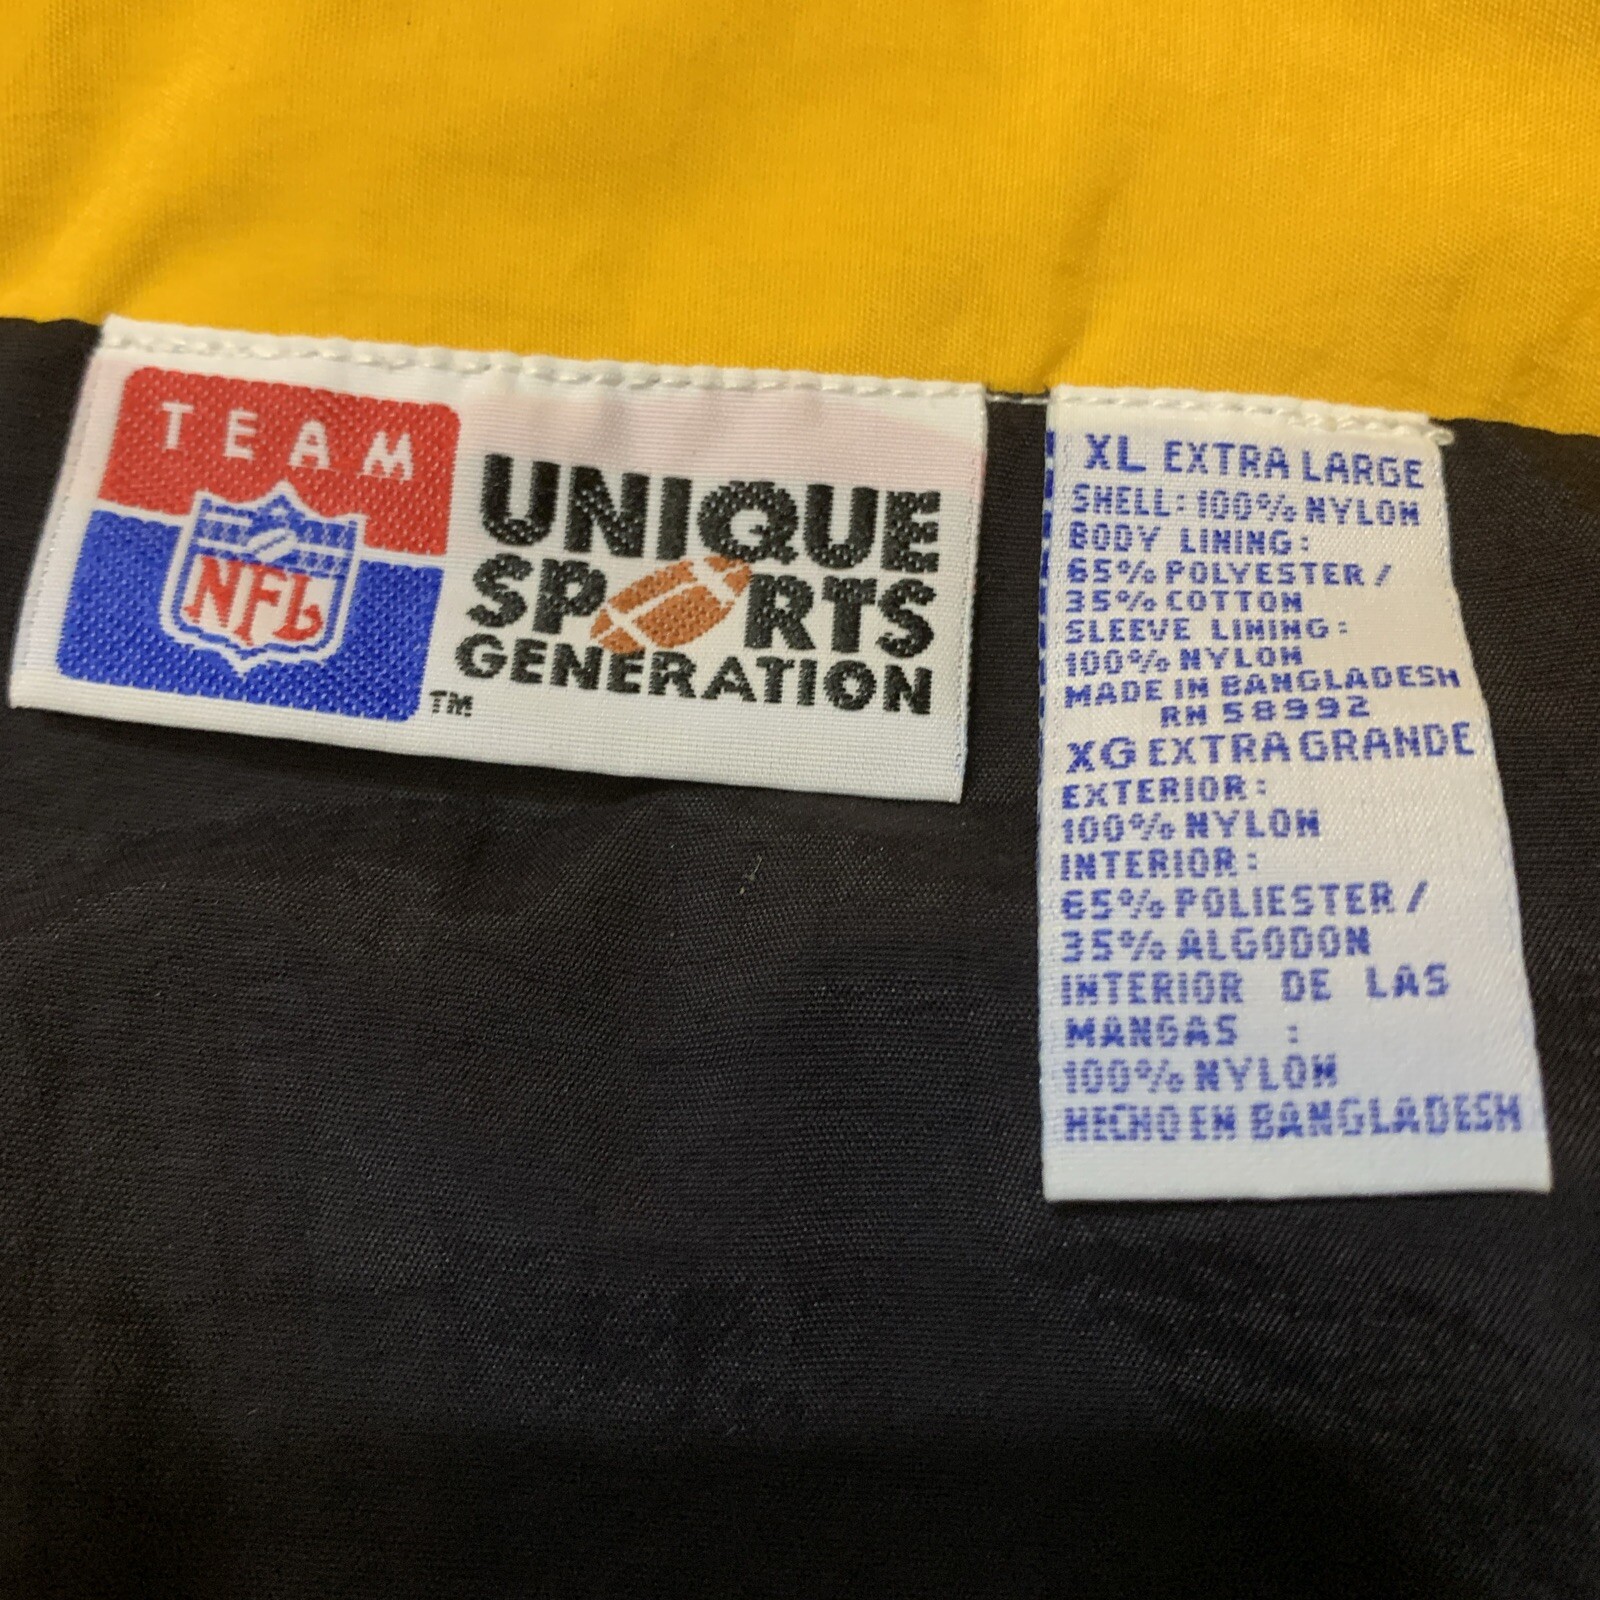 TEAM
NFL
TM
UNIQUE
SPORTS
GENERATION
XL EXTRA LARGE
SHELL: 100% NYLON
BODY LINING:
65% POLYESTER /
35% COTTON
SLEEVE LINING:
100% NYLON
MADE IN BANGLADESH
RN 58992
XG EXTRA GRANDE
EXTERIOR:
100% NYLON
INTERIOR:
65% POLIESTER /
35% ALGODON
INTERIOR DE LAS
MANGAS :
100% NYLON
HECHO EN BANGLADESH